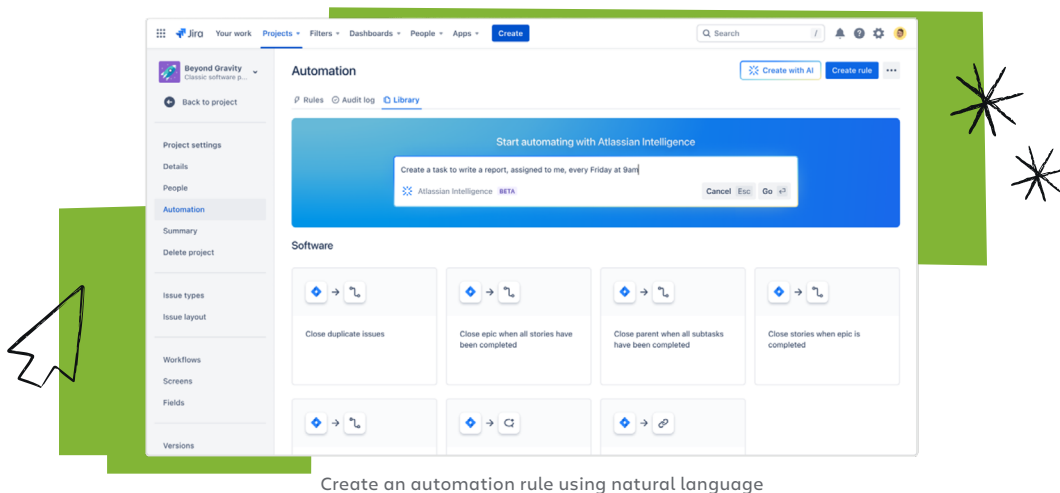 Jira Your work Projects Filters Dashboards People Apps Create Search /
Beyond Gravity
Classic software p...
Back to project
Project settings
Details
People
Automation
Summary
Delete project
Issue types
Issue layout
Workflows
Screens
Fields
Versions
Automation
Create with AI Create rule
Rules Audit log Library
Start automating with Atlassian Intelligence
Create a task to write a report, assigned to me, every Friday at 9am
Atlassian Intelligence BETA Cancel Esc Go
Software
Close duplicate issues
Close epic when all stories have
been completed
Close parent when all subtasks
have been completed
Close stories when epic is
completed
Create an automation rule using natural language